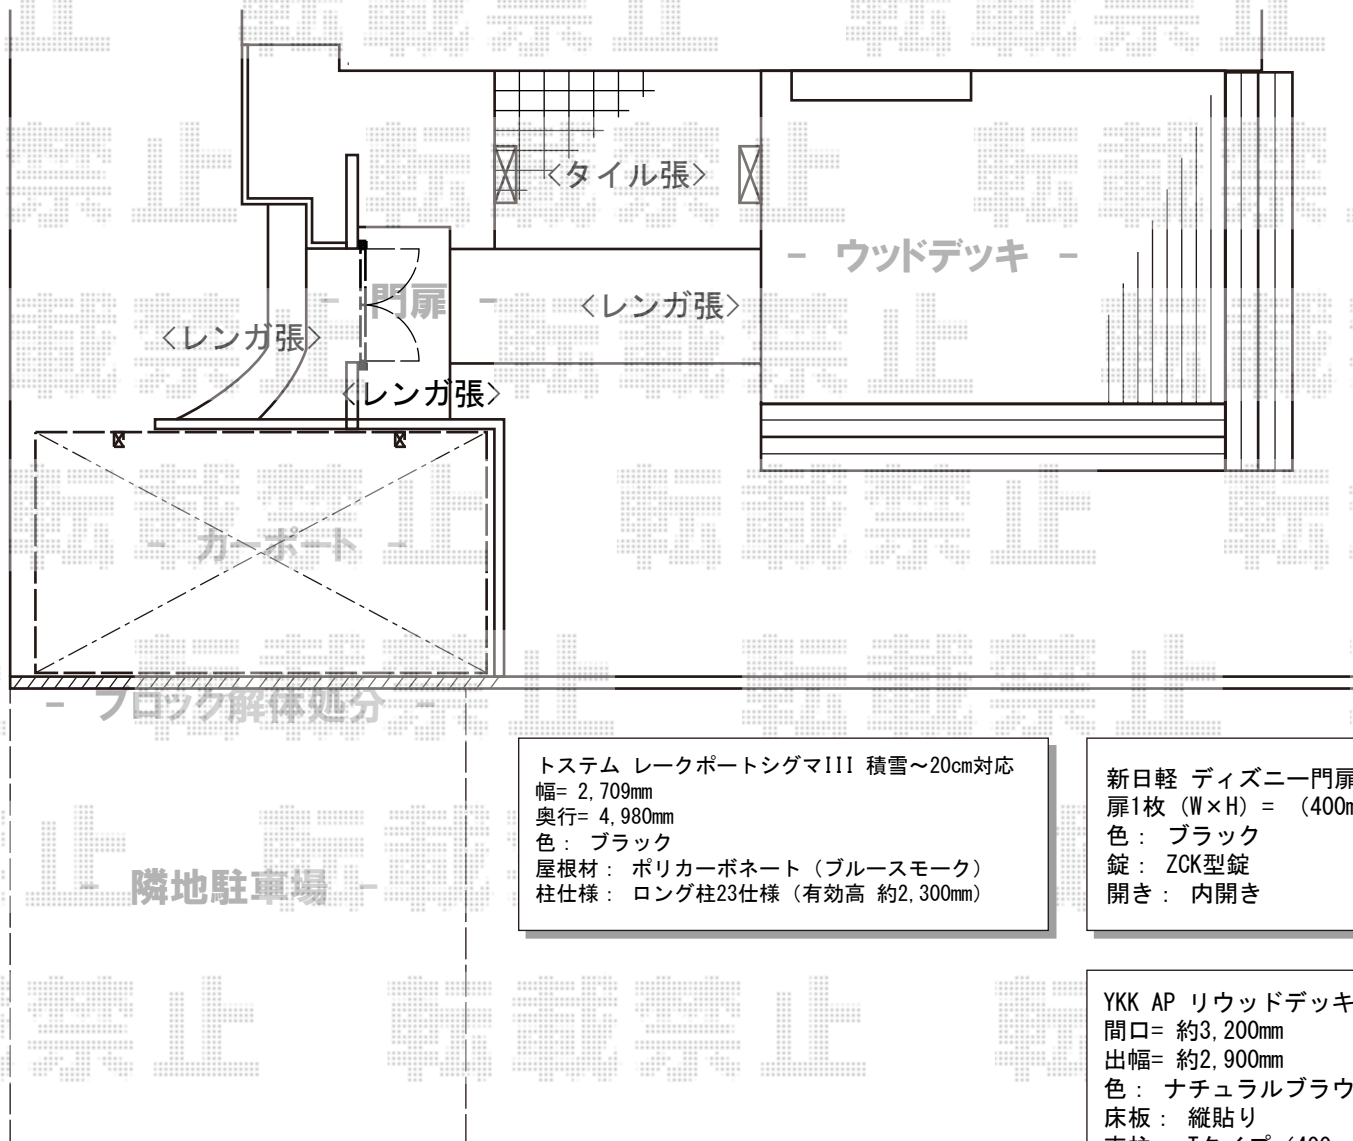 <タイル張>
- ウッドデッキ -
- 門扉 -
<レンガ張>
<レンガ張>
<レンガ張>
- カーポート -
- ブロック解体処分 -
- 隣地駐車場 -
トステム レークポートシグマIII 積雪～20cm対応
幅= 2,709mm
奥行= 4,980mm
色： ブラック
屋根材： ポリカーボネート（ブルースモーク）
柱仕様： ロング柱23仕様（有効高 約2,300mm）
新日軽 ディズニー門扉
扉1枚（W×H）= （400m
色： ブラック
錠： ZCK型錠
開き： 内開き
YKK AP リウッドデッキ
間口= 約3,200mm
出幅= 約2,900mm
色： ナチュラルブラウ
床板： 縦貼り
転載禁止